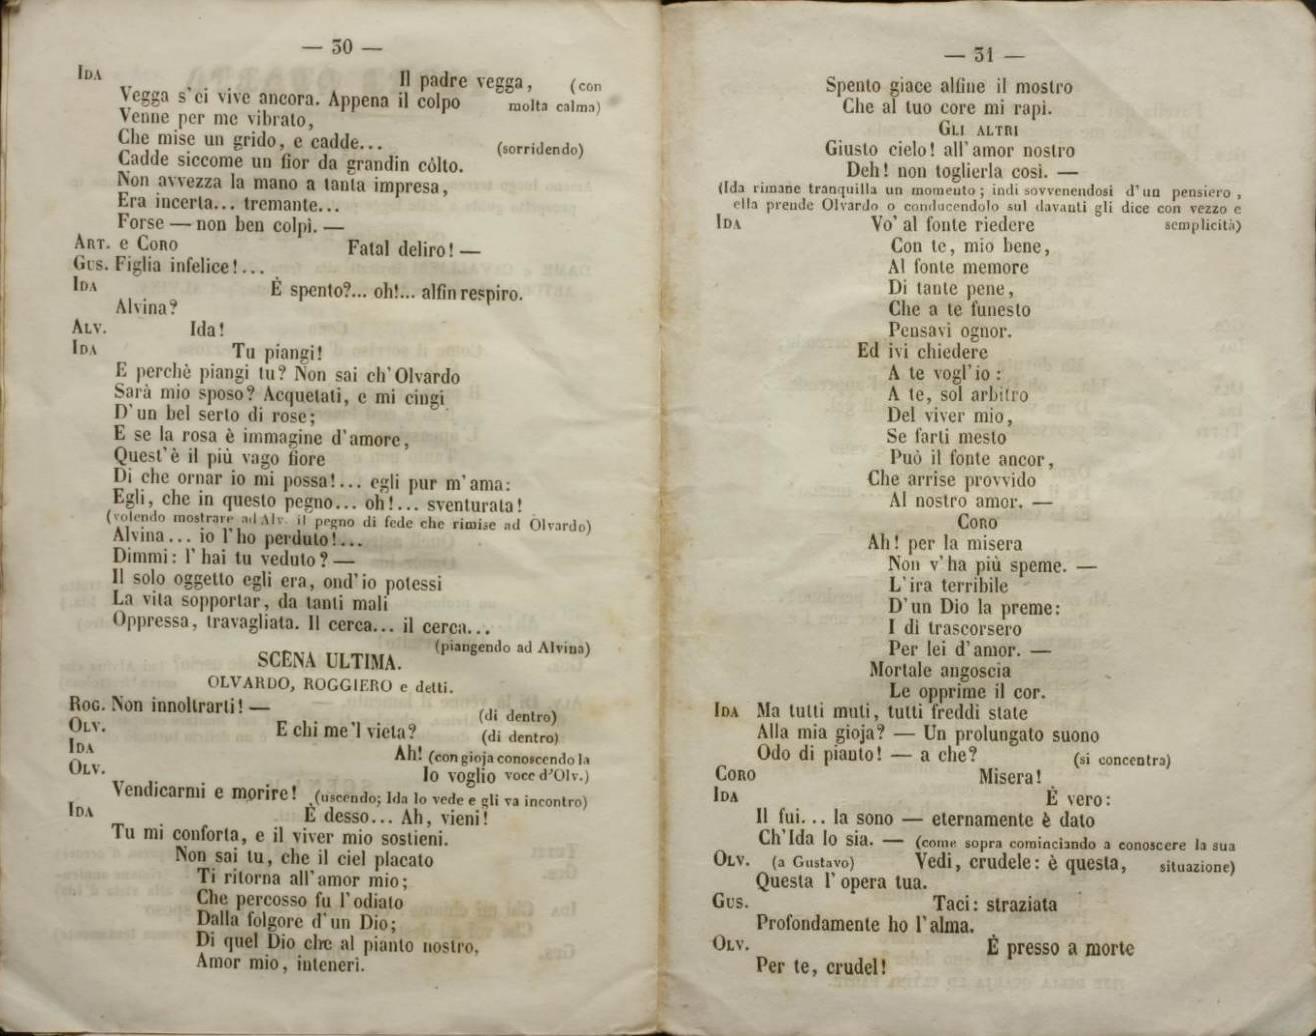 — 30 —
IDA Il padre vegga, (con
Vegga s'ei vive ancora. Appena il colpo molta calma)
Venne per me vibrato,
Che mise un grido, e cadde...
Cadde siccome un fior da grandin còlto. (sorridendo)
Non avvezza la mano a tanta impresa,
Era incerta... tremante...
Forse — non ben colpì. —
ART. e CORO Fatal deliro! —
GUS. Figlia infelice!...
IDA È spento?... oh!... alfin respiro.
Alvina?
ALV. Ida!
IDA Tu piangi!
E perchè piangi tu? Non sai ch'Olvardo
Sarà mio sposo? Acquetati, e mi cingi
D'un bel serto di rose;
E se la rosa è immagine d'amore,
Quest'è il più vago fiore
Di che ornar io mi possa!... egli pur m'ama:
Egli, che in questo pegno... oh!... sventurata!
(volendo mostrare ad Alv. il pegno di fede che rimise ad Olvardo)
Alvina... io l'ho perduto!...
Dimmi: l'hai tu veduto? —
Il solo oggetto egli era, ond'io potessi
La vita sopportar, da tanti mali
Oppressa, travagliata. Il cerca... il cerca...
(piangendo ad Alvina)
SCENA ULTIMA.
OLVARDO, ROGGIERO e detti.
ROG. Non innoltrarti! — (di dentro)
OLV. E chi me'l vieta? (di dentro)
IDA Ah! (con gioja conoscendo la
OLV. Io voglio voce d'Olv.)
Vendicarmi e morire! (uscendo; Ida lo vede e gli va incontro)
IDA È desso... Ah, vieni!
Tu mi conforta, e il viver mio sostieni.
Non sai tu, che il ciel placato
Ti ritorna all'amor mio;
Che percosso fu l'odiato
Dalla folgore d'un Dio;
Di quel Dio che al pianto nostro,
Amor mio, intenerì.
— 31 —
Spento giace alfine il mostro
Che al tuo core mi rapì.
GLI ALTRI
Giusto cielo! all'amor nostro
Deh! non toglierla così. —
(Ida rimane tranquilla un momento; indi sovvenendosi d'un pensiero,
ella prende Olvardo o conducendolo sul davanti gli dice con vezzo e
IDA Vo' al fonte riedere semplicità)
Con te, mio bene,
Al fonte memore
Di tante pene,
Che a te funesto
Pensavi ognor.
Ed ivi chiedere
A te vogl'io:
A te, sol arbitro
Del viver mio,
Se farti mesto
Può il fonte ancor,
Che arrise provvido
Al nostro amor. —
CORO
Ah! per la misera
Non v'ha più speme. —
L'ira terribile
D'un Dio la preme:
I dì trascorsero
Per lei d'amor. —
Mortale angoscia
Le opprime il cor.
IDA Ma tutti muti, tutti freddi state
Alla mia gioja? — Un prolungato suono
Odo di pianto! — a che? (si concentra)
CORO Misera!
IDA È vero:
Il fui... la sono — eternamente è dato
Ch'Ida lo sia. — (come sopra cominciando a conoscere la sua
OLV. (a Gustavo) Vedi, crudele: è questa, situazione)
Questa l'opera tua.
GUS. Taci: straziata
Profondamente ho l'alma.
OLV. È presso a morte
Per te, crudel!